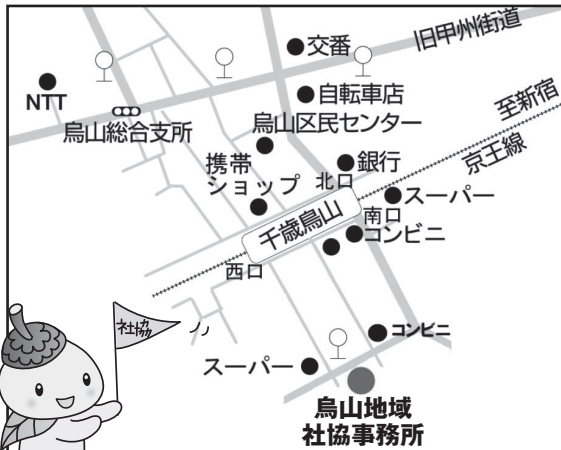 交番
旧甲州街道
NTT
自転車店
至新宿
烏山総合支所
烏山区民センター
京王線
携帯
ショップ
北口
銀行
スーパー
千歳烏山
南口
コンビニ
西口
社協
コンビニ
スーパー
烏山地域
社協事務所